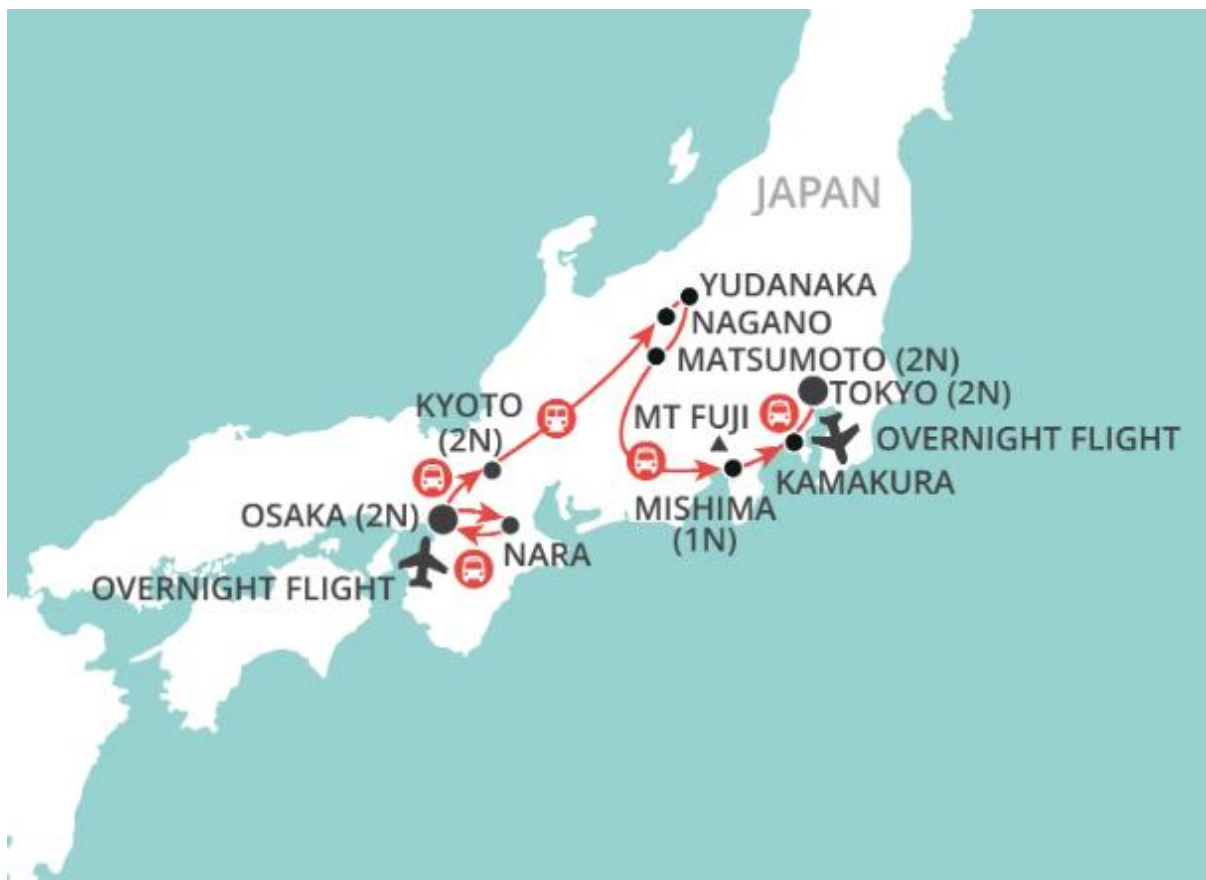 JAPAN
YUDANAKA
NAGANO
MATSUMOTO (2N)
TOKYO (2N)
KYOTO
(2N)
MT FUJI
OVERNIGHT FLIGHT
KAMAKURA
OSAKA (2N)
MISHIMA
(1N)
NARA
OVERNIGHT FLIGHT